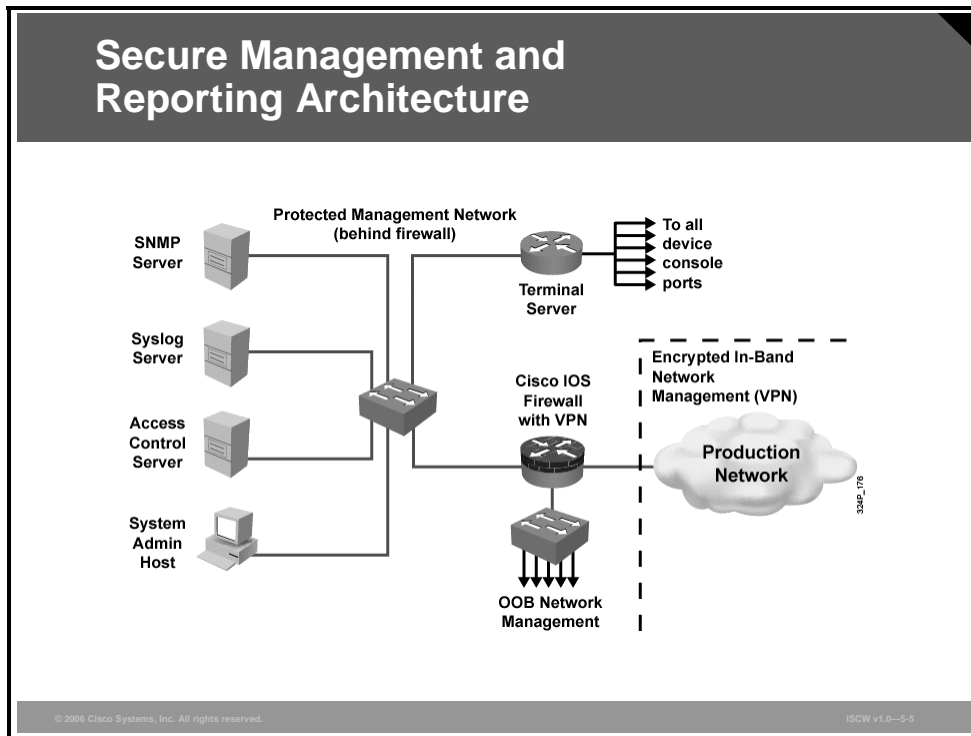 Secure Management and
Reporting Architecture
Protected Management Network
(behind firewall)
SNMP
Server
To all
device
console
ports
Terminal
Server
Syslog
Server
Encrypted In-Band
Network
Management (VPN)
Cisco IOS
Firewall
with VPN
Access
Control
Server
Production
Network
324P_176
System
Admin
Host
OOB Network
Management
© 2006 Cisco Systems, Inc. All rights reserved.
ISCW v1.0—5-5